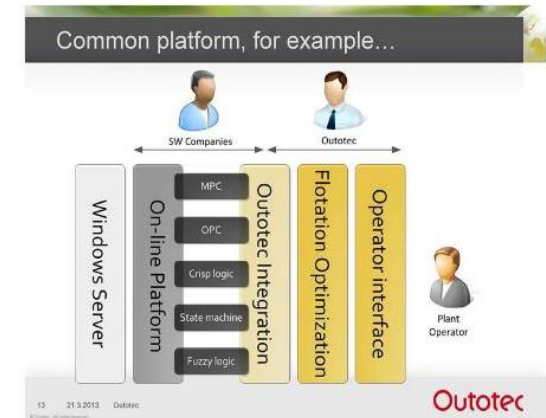 Common platform, for example...
SW Companies
Outotec
Windows Server
On-line Platform
MPC
OPC
Crisp logic
State machine
Fuzzy logic
Outotec Integration
Flotation Optimization
Operator interface
Plant
Operator
13 21.3.2013 Outotec
Outotec